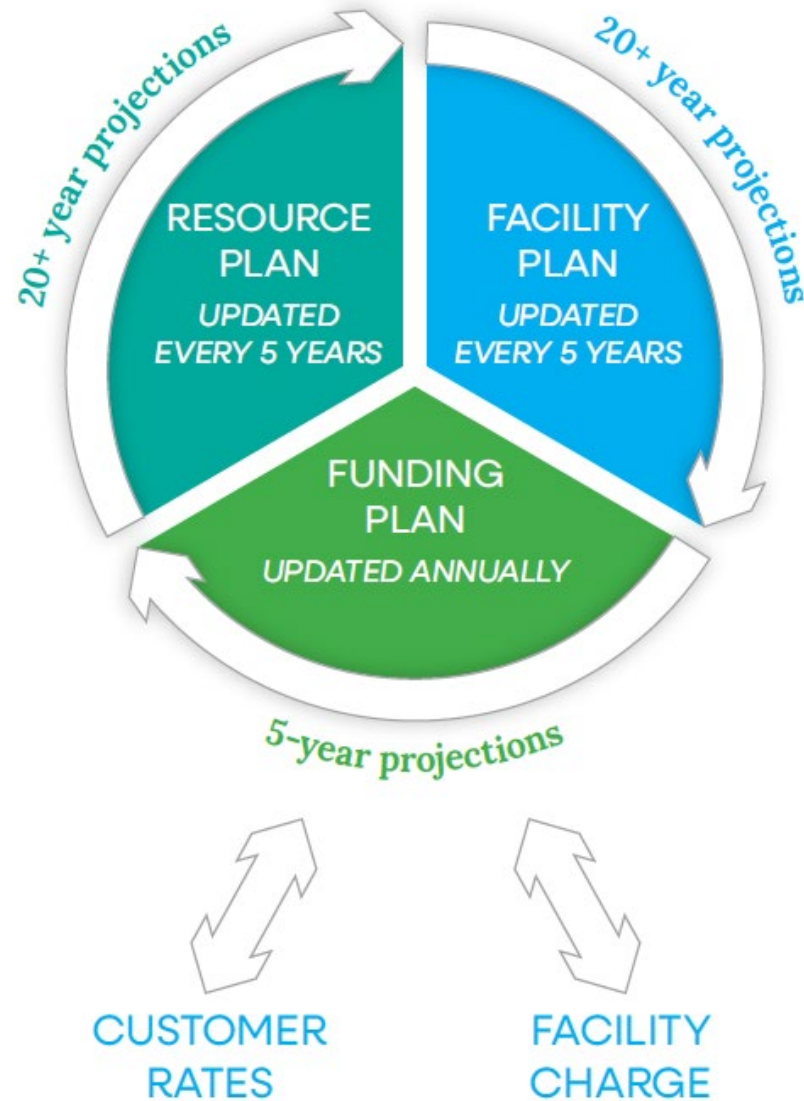 20+ year projections
RESOURCE
PLAN
UPDATED
EVERY 5 YEARS
20+ year projections
FACILITY
PLAN
UPDATED
EVERY 5 YEARS
FUNDING
PLAN
UPDATED ANNUALLY
5-year projections
CUSTOMER
RATES
FACILITY
CHARGE